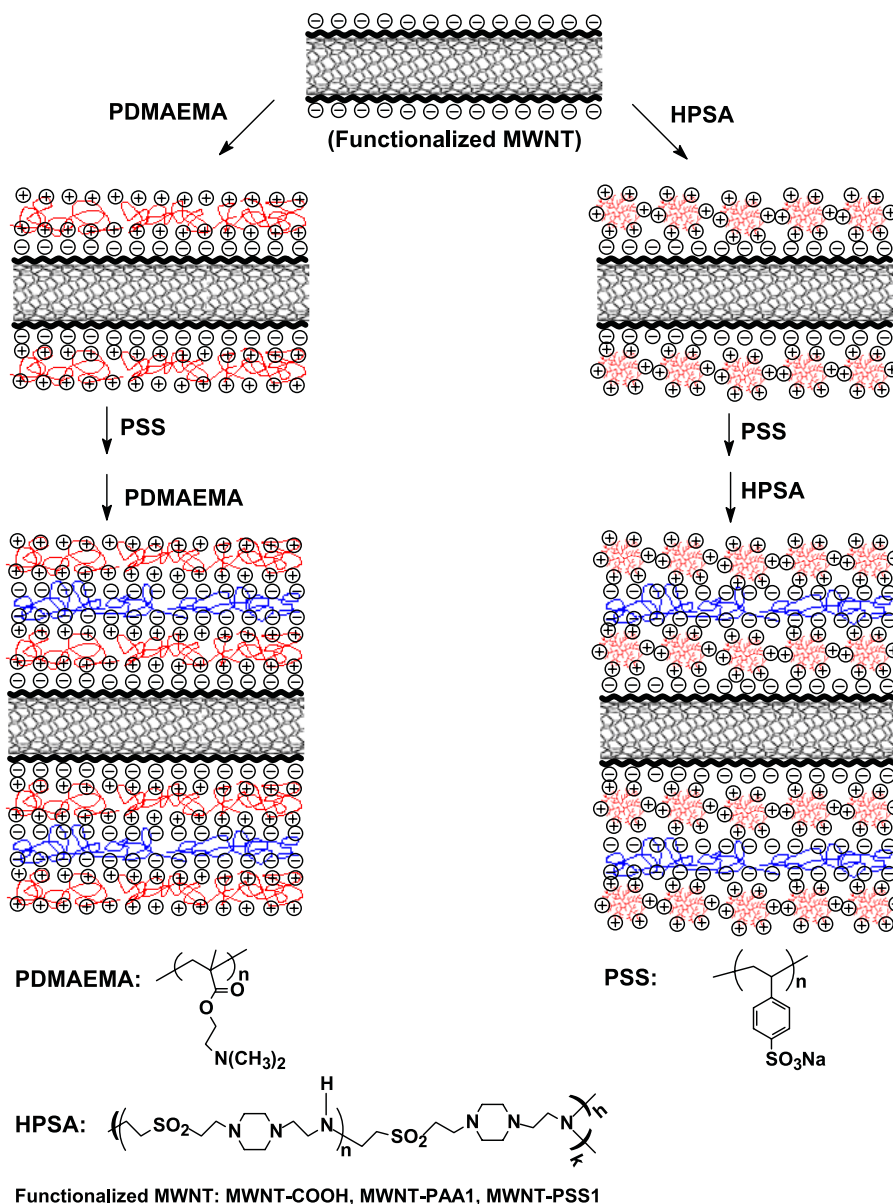 PDMAEMA
(Functionalized MWNT)
HPSA
PSS
PDMAEMA
PSS
HPSA
PDMAEMA:
n
O
O
N(CH3)2
PSS:
n
SO3Na
HPSA:
SO2
N
N
H
N
n
SO2
N
N
N
n
k
Functionalized MWNT: MWNT-COOH, MWNT-PAA1, MWNT-PSS1